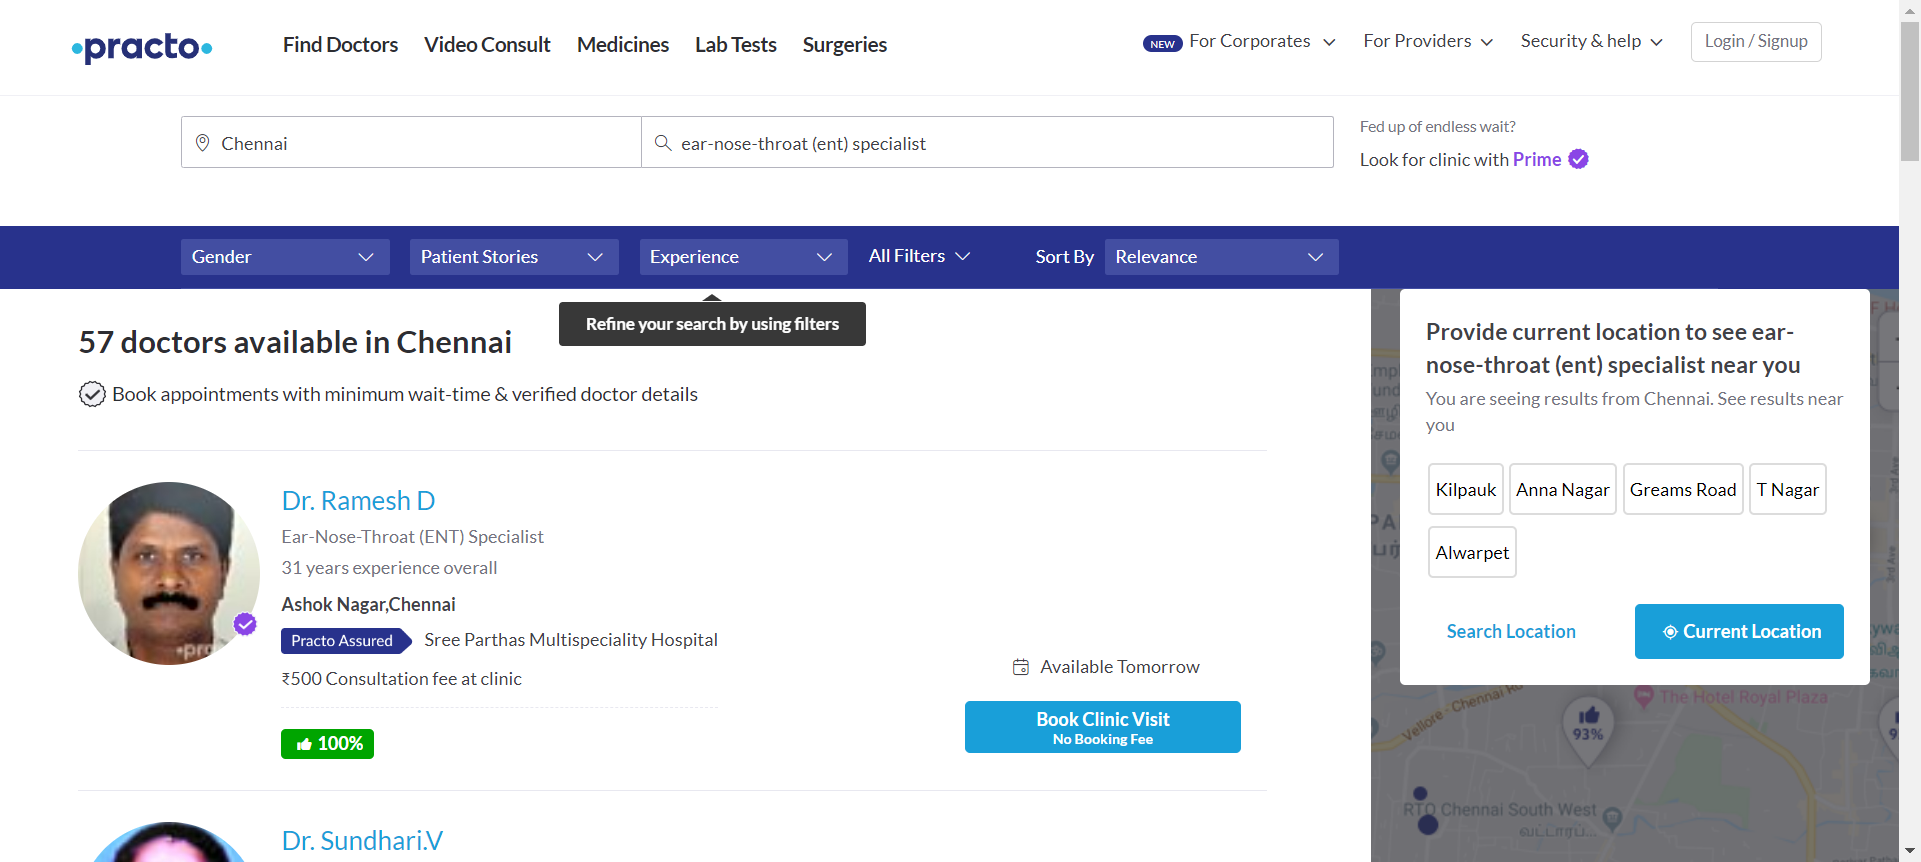 practo
Find Doctors
Video Consult
Medicines
Lab Tests
Surgeries
NEW For Corporates
For Providers
Security & help
Login / Signup
Chennai
ear-nose-throat (ent) specialist
Fed up of endless wait?
Look for clinic with Prime
Gender
Patient Stories
Experience
All Filters
Sort By
Relevance
Refine your search by using filters
57 doctors available in Chennai
Book appointments with minimum wait-time & verified doctor details
Dr. Ramesh D
Ear-Nose-Throat (ENT) Specialist
31 years experience overall
Ashok Nagar,Chennai
Practo Assured Sree Parthas Multispeciality Hospital
₹500 Consultation fee at clinic
100%
Available Tomorrow
Book Clinic Visit
No Booking Fee
Dr. Sundhari.V
Provide current location to see ear-
nose-throat (ent) specialist near you
You are seeing results from Chennai. See results near
you
Kilpauk
Anna Nagar
Greams Road
T Nagar
Alwarpet
Search Location
Current Location
The Hotel Royal Plaza
Vellore - Chennai Ro
93%
RTO Chennai South West
வட்டாரப்...
3rd Ave